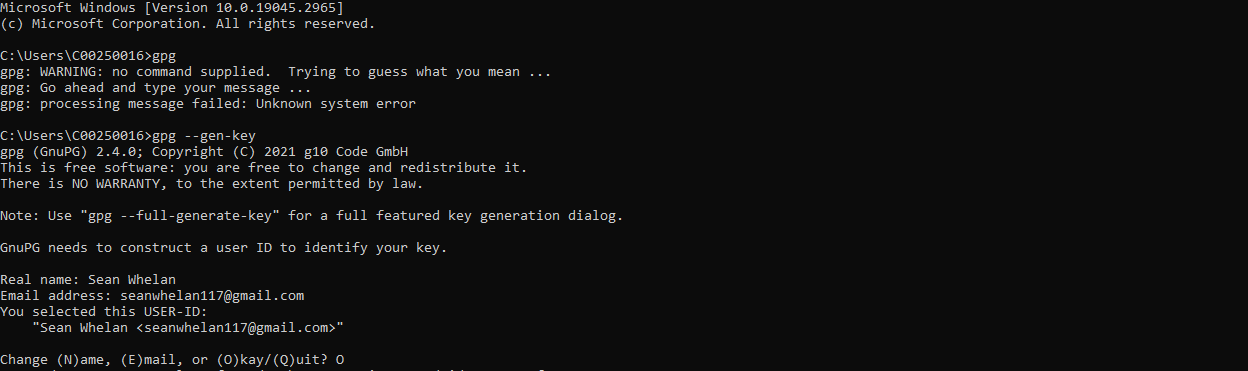 Microsoft Windows [Version 10.0.19045.2965]
(c) Microsoft Corporation. All rights reserved.
C:\Users\C00250016>gpg
gpg: WARNING: no command supplied.  Trying to guess what you mean ...
gpg: Go ahead and type your message ...
gpg: processing message failed: Unknown system error
C:\Users\C00250016>gpg --gen-key
gpg (GnuPG) 2.4.0; Copyright (C) 2021 g10 Code GmbH
This is free software: you are free to change and redistribute it.
There is NO WARRANTY, to the extent permitted by law.
Note: Use "gpg --full-generate-key" for a full featured key generation dialog.
GnuPG needs to construct a user ID to identify your key.
Real name: Sean Whelan
Email address: seanwhelan117@gmail.com
You selected this USER-ID:
    "Sean Whelan <seanwhelan117@gmail.com>"
Change (N)ame, (E)mail, or (O)kay/(Q)uit? O